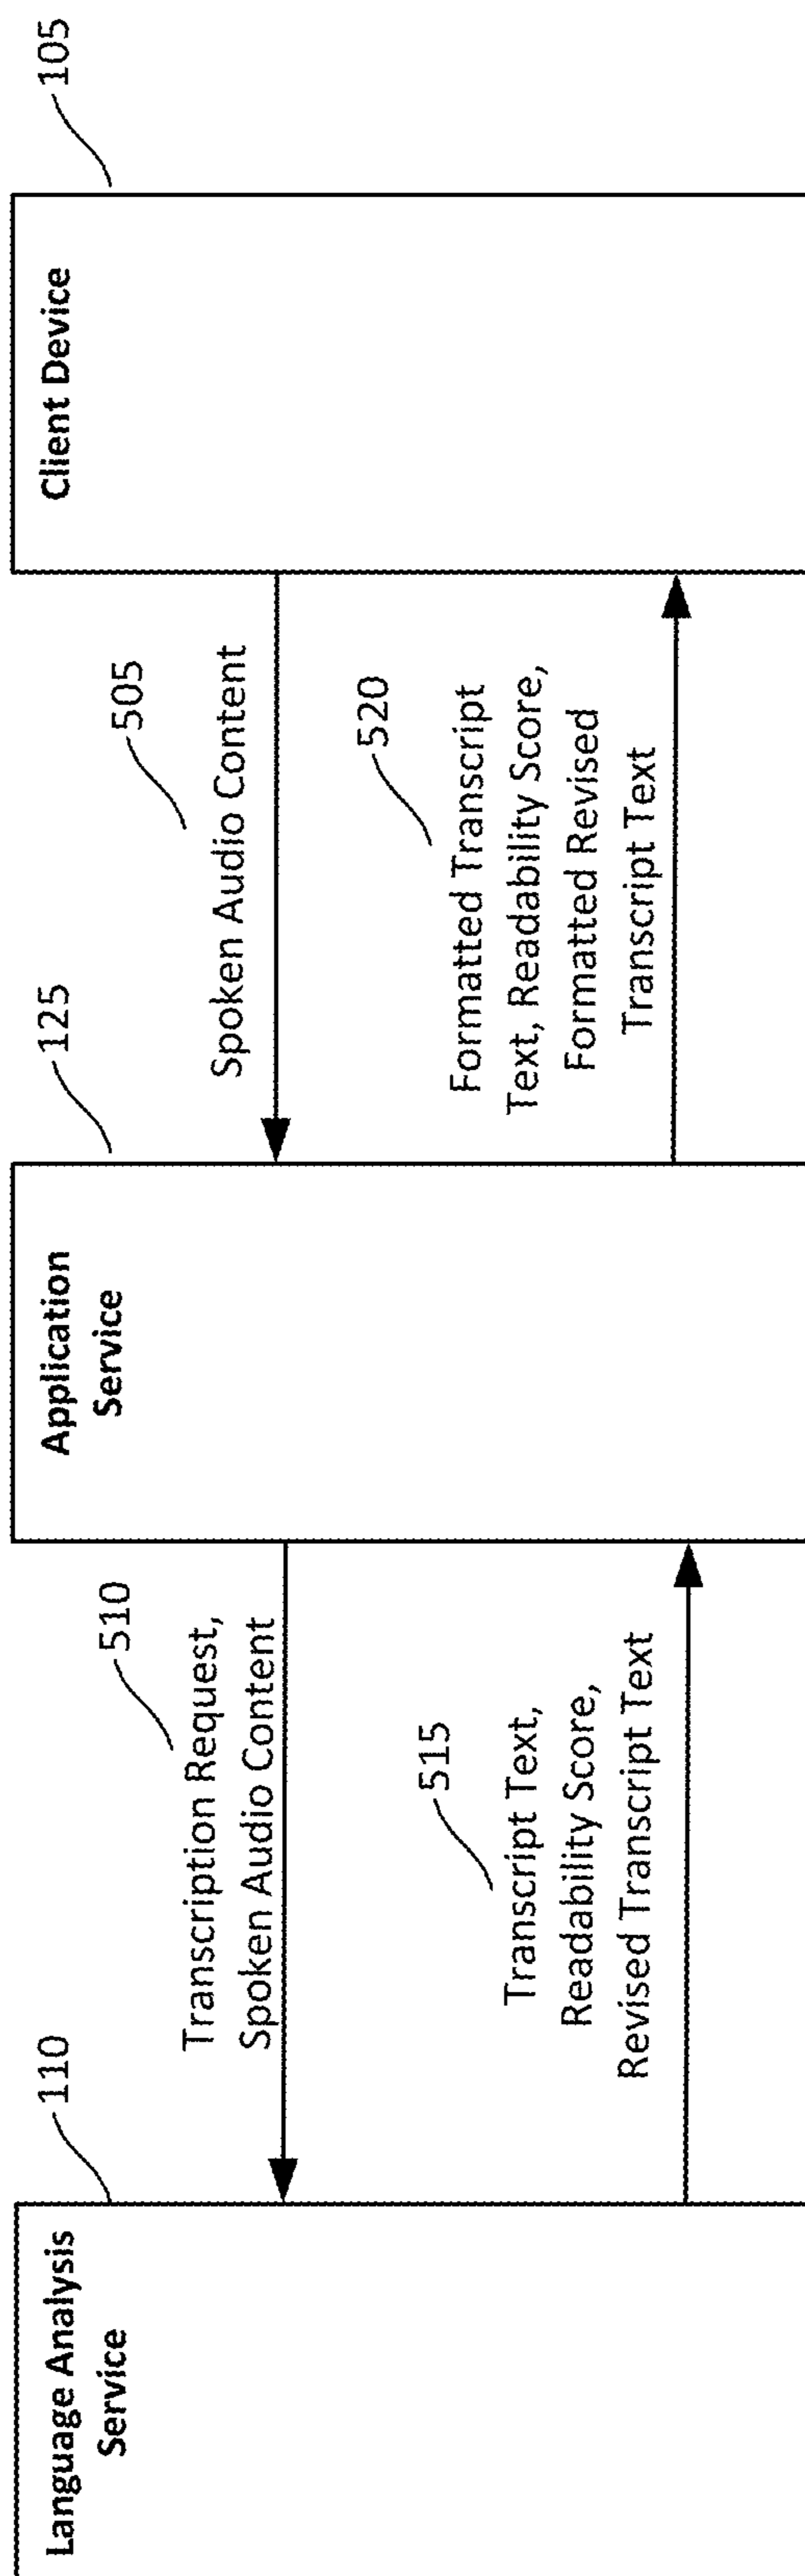 Language Analysis
Service
110
Transcription Request,
Spoken Audio Content
510
Transcript Text,
Readability Score,
Revised Transcript Text
515
Application
Service
125
Spoken Audio Content
505
Formatted Transcript
Text, Readability Score,
Formatted Revised
Transcript Text
520
Client Device
105